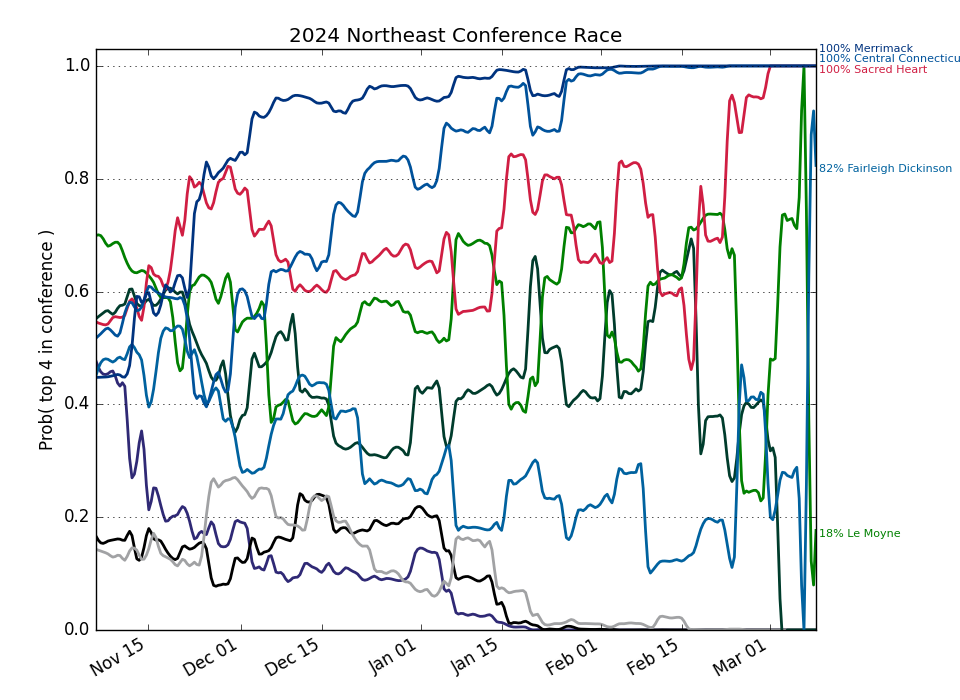 2024 Northeast Conference Race
Prob( top 4 in conference )
1.0
0.8
0.6
0.4
0.2
0.0
Nov 15
Dec 01
Dec 15
Jan 01
Jan 15
Feb 01
Feb 15
Mar 01
100% Merrimack
100% Central Connecticu
100% Sacred Heart
82% Fairleigh Dickinson
18% Le Moyne